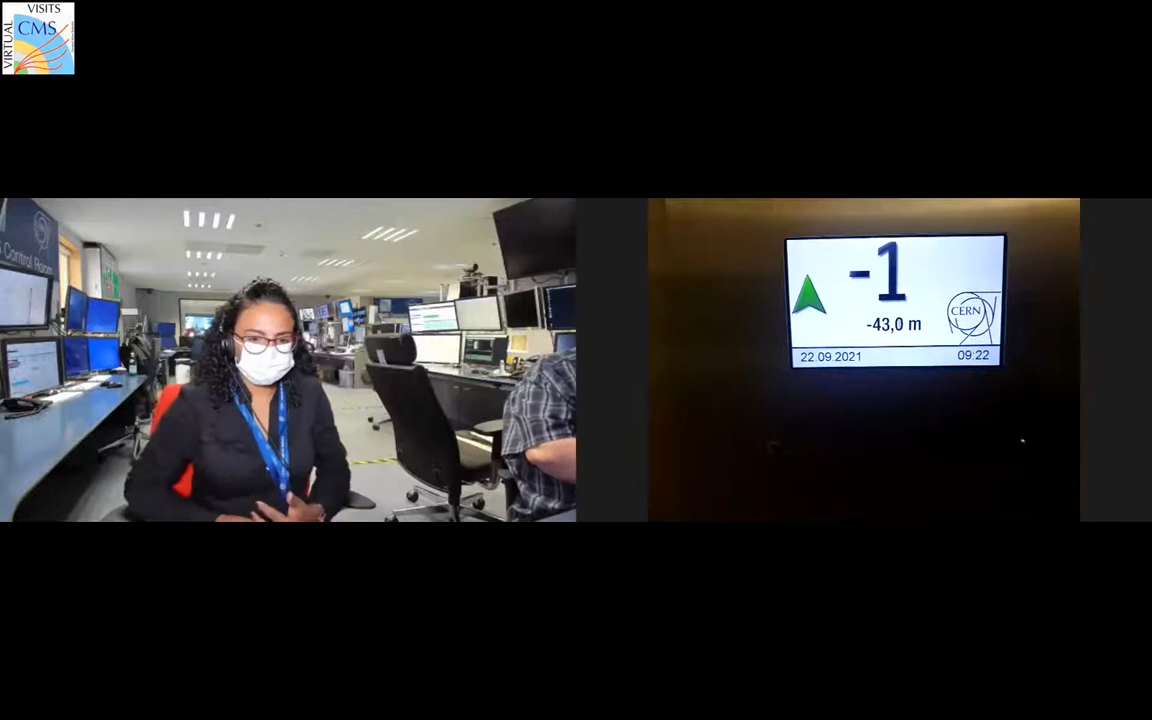 VISITS
VIRTUAL
CMS
Control Room
-1
-43,0 m
CERN
22.09.2021
09:22